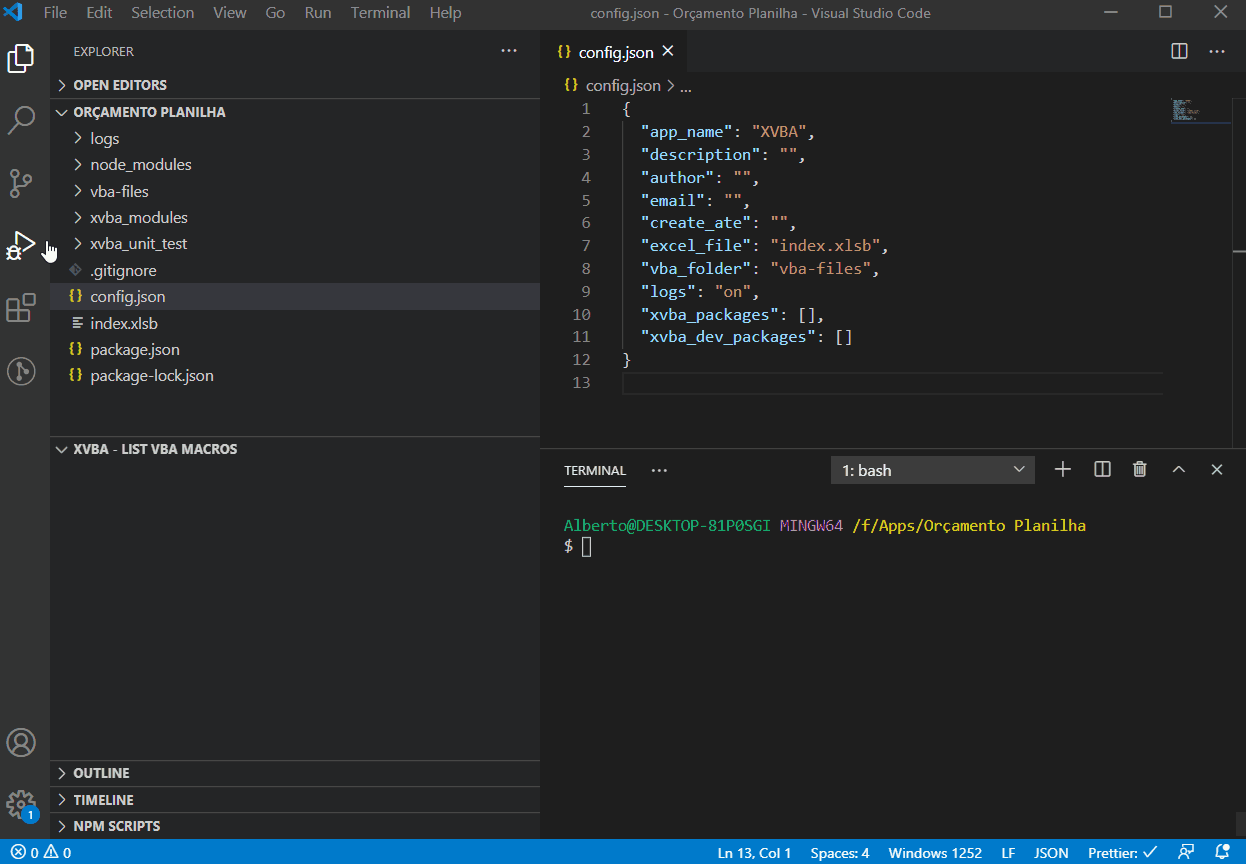 File Edit Selection View Go Run Terminal Help
config.json - Orçamento Planilha - Visual Studio Code
EXPLORER
OPEN EDITORS
ORÇAMENTO PLANILHA
logs
node_modules
vba-files
xvba_modules
xvba_unit_test
.gitignore
{} config.json
index.xlsb
{} package.json
{} package-lock.json
XVBA - LIST VBA MACROS
OUTLINE
TIMELINE
NPM SCRIPTS
1
{} config.json
{} config.json > ...
1 {
2 "app_name": "XVBA",
3 "description": "",
4 "author": "",
5 "email": "",
6 "create_ate": "",
7 "excel_file": "index.xlsb",
8 "vba_folder": "vba-files",
9 "logs": "on",
10 "xvba_packages": [],
11 "xvba_dev_packages": []
12 }
13
TERMINAL
1: bash
Alberto@DESKTOP-81P0SGI MINGW64 /f/Apps/Orçamento Planilha
$
0 0
Ln 13, Col 1 Spaces: 4 Windows 1252 LF JSON Prettier: ✓